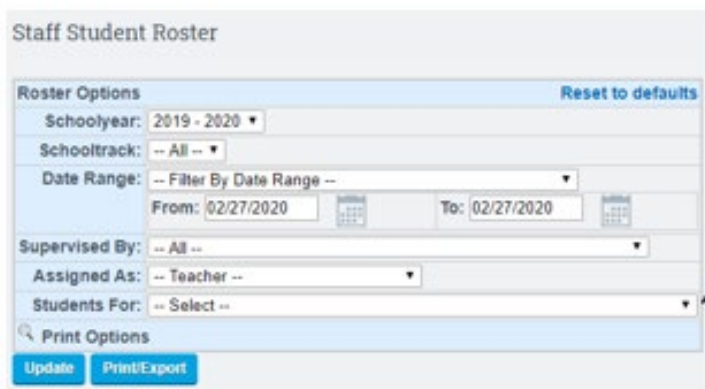 Staff Student Roster
Roster Options Reset to defaults
Schoolyear: 2019 - 2020
Schooltrack: -- All --
Date Range: -- Filter By Date Range --
From: 02/27/2020 To: 02/27/2020
Supervised By: -- All --
Assigned As: -- Teacher --
Students For: -- Select --
Print Options
Update Print/Export